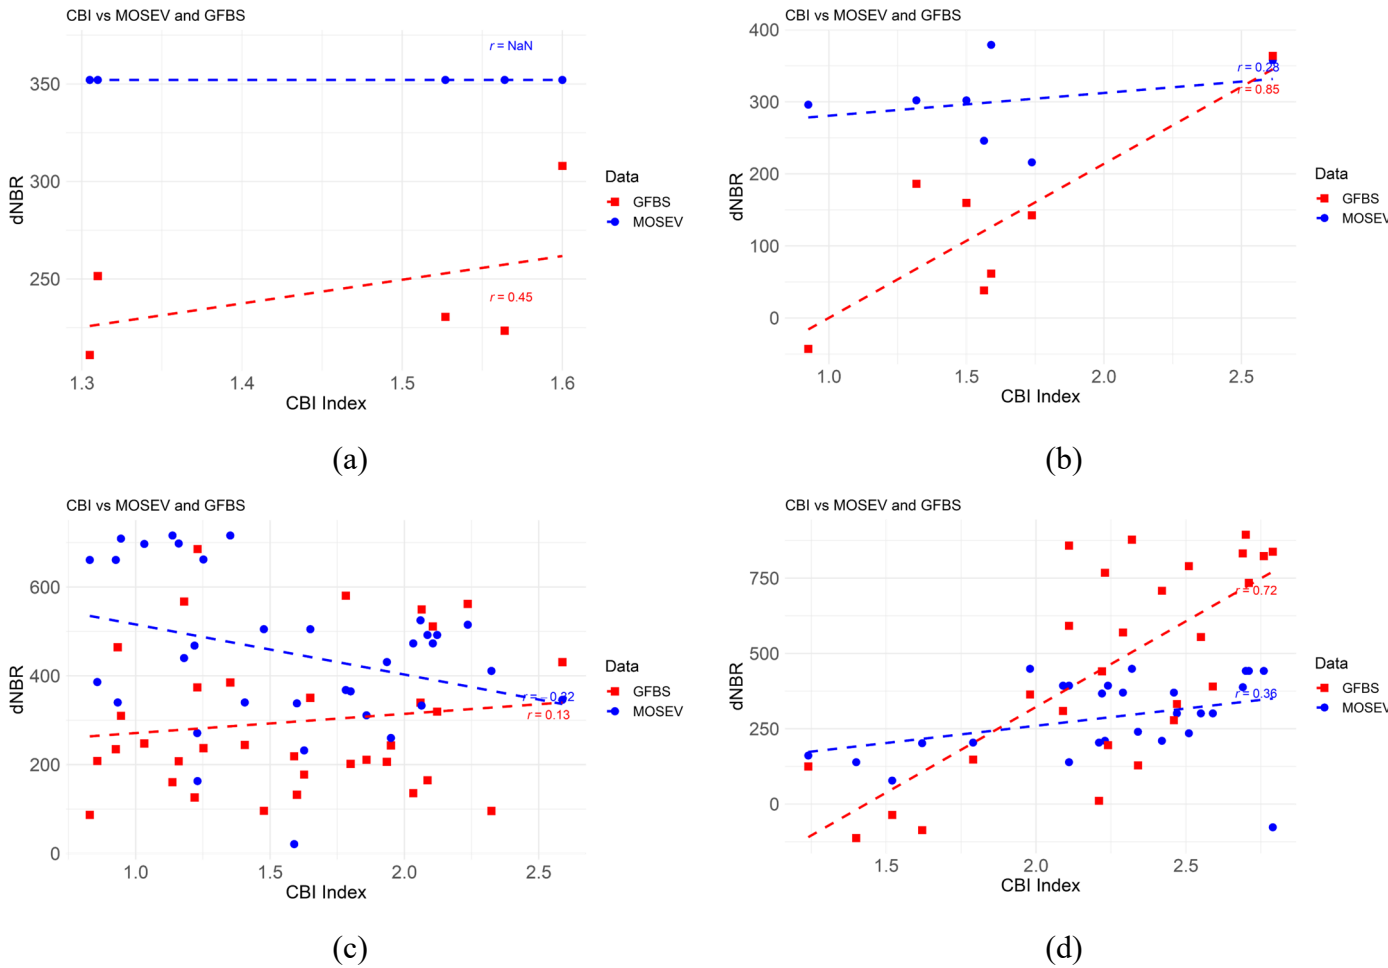 CBI vs MOSEV and GFBS
r = NaN
350
300
250
r = 0.45
dNBR
1.3
1.4
1.5
1.6
CBI Index
Data
GFBS
MOSEV
(a)
CBI vs MOSEV and GFBS
400
300
200
100
0
r = 0.28
r = 0.85
dNBR
1.0
1.5
2.0
2.5
CBI Index
Data
GFBS
MOSEV
(b)
CBI vs MOSEV and GFBS
600
400
200
0
r = −0.32
r = 0.13
dNBR
1.0
1.5
2.0
2.5
CBI Index
Data
GFBS
MOSEV
(c)
CBI vs MOSEV and GFBS
750
500
250
0
r = 0.72
r = 0.36
dNBR
1.5
2.0
2.5
CBI Index
Data
GFBS
MOSEV
(d)